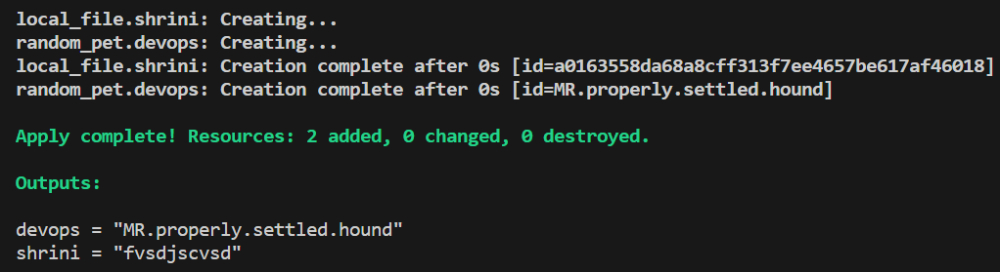 local_file.shrini: Creating...
random_pet.devops: Creating...
local_file.shrini: Creation complete after 0s [id=a0163558da68a8cff313f7ee4657be617af46018]
random_pet.devops: Creation complete after 0s [id=MR.properly.settled.hound]
Apply complete! Resources: 2 added, 0 changed, 0 destroyed.
Outputs:
devops = "MR.properly.settled.hound"
shrini = "fvsdjscvsd"